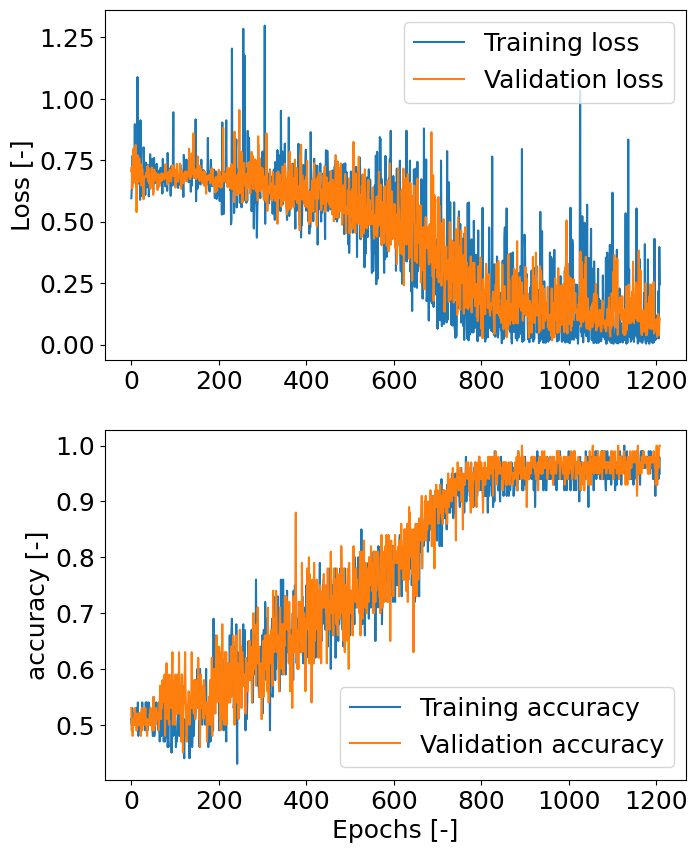 1.25
1.00
0.75
0.50
0.25
0.00
Loss [-]
Training loss
Validation loss
0 200 400 600 800 1000 1200
1.0
0.9
0.8
0.7
0.6
0.5
accuracy [-]
Training accuracy
Validation accuracy
0 200 400 600 800 1000 1200
Epochs [-]